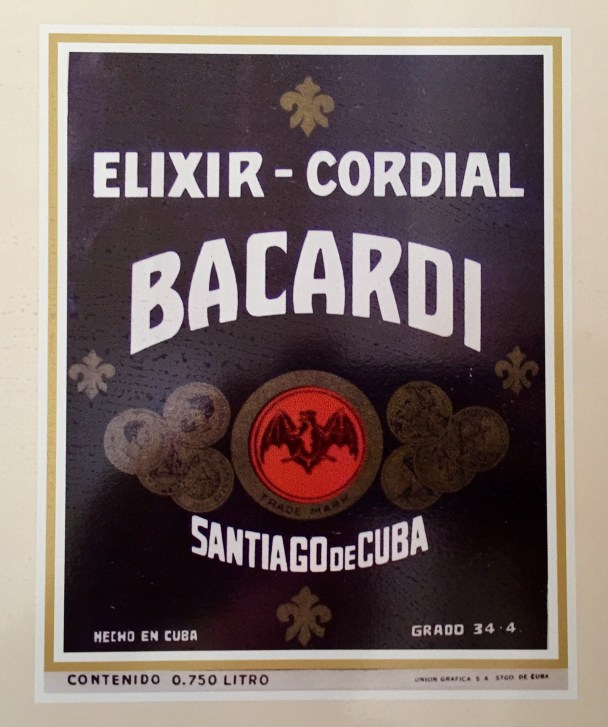 ELIXIR - CORDIAL
BACARDI
TRADE MARK
SANTIAGO DE CUBA
HECHO EN CUBA
GRADO 34·4.
CONTENIDO 0.750 LITRO
UNION GRAFICA S A STGO. DE CUBA